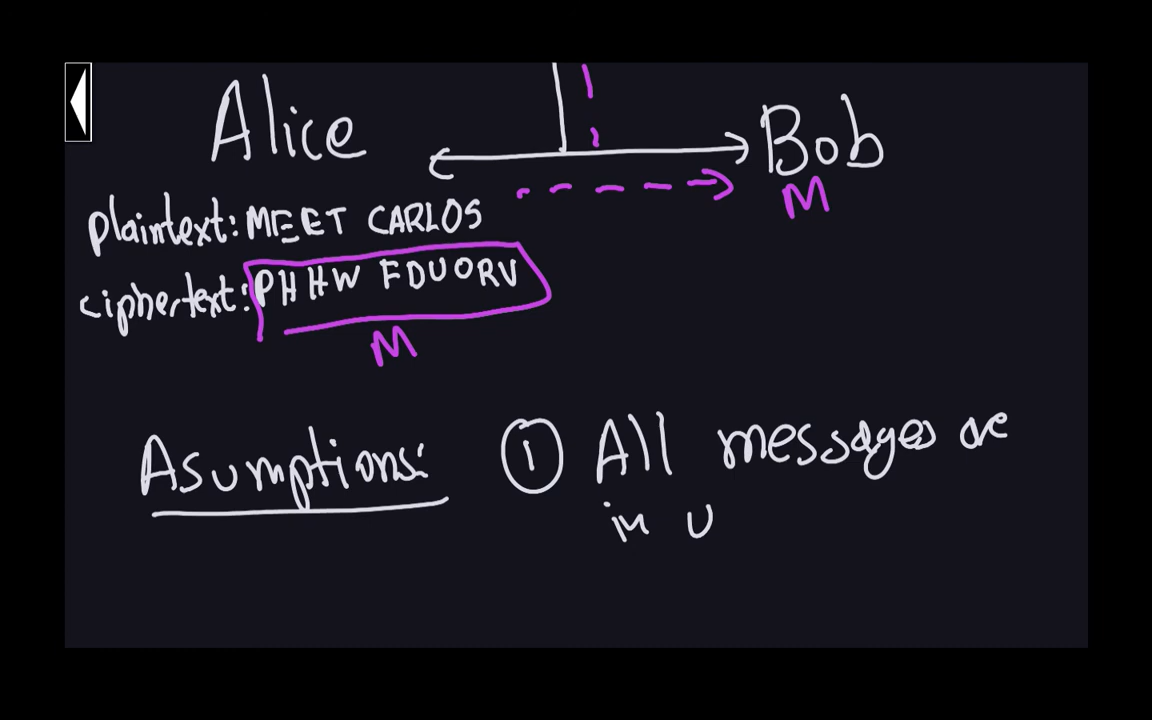 Alice
Bob
M
plaintext: MEET CARLOS
ciphertext: PHHW FDUORV
M
Asumptions: ① All messages are
in U